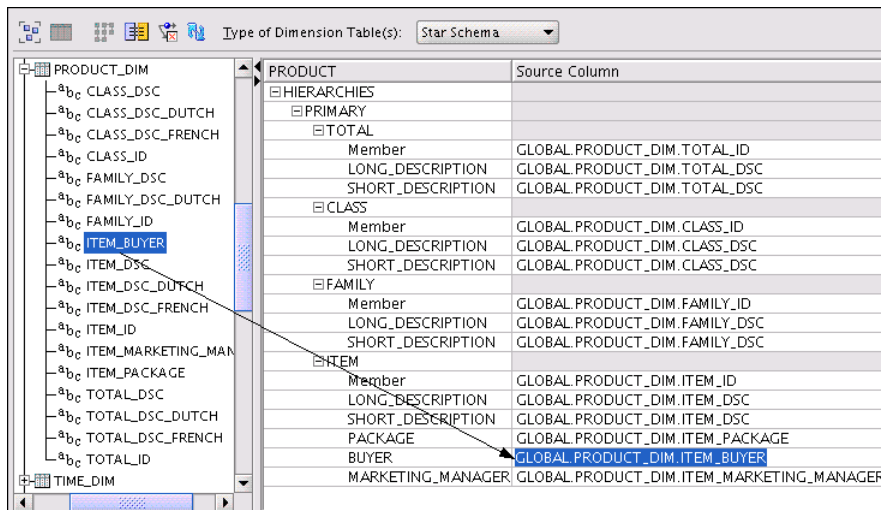 Type of Dimension Table(s): Star Schema
PRODUCT_DIM
CLASS_DSC
CLASS_DSC_DUTCH
CLASS_DSC_FRENCH
CLASS_ID
FAMILY_DSC
FAMILY_DSC_DUTCH
FAMILY_ID
ITEM_BUYER
ITEM_DSC
ITEM_DSC_DUTCH
ITEM_DSC_FRENCH
ITEM_ID
ITEM_MARKETING_MAN
ITEM_PACKAGE
TOTAL_DSC
TOTAL_DSC_DUTCH
TOTAL_DSC_FRENCH
TOTAL_ID
TIME_DIM
PRODUCT Source Column
HIERARCHIES
PRIMARY
TOTAL
Member GLOBAL.PRODUCT_DIM.TOTAL_ID
LONG_DESCRIPTION GLOBAL.PRODUCT_DIM.TOTAL_DSC
SHORT_DESCRIPTION GLOBAL.PRODUCT_DIM.TOTAL_DSC
CLASS
Member GLOBAL.PRODUCT_DIM.CLASS_ID
LONG_DESCRIPTION GLOBAL.PRODUCT_DIM.CLASS_DSC
SHORT_DESCRIPTION GLOBAL.PRODUCT_DIM.CLASS_DSC
FAMILY
Member GLOBAL.PRODUCT_DIM.FAMILY_ID
LONG_DESCRIPTION GLOBAL.PRODUCT_DIM.FAMILY_DSC
SHORT_DESCRIPTION GLOBAL.PRODUCT_DIM.FAMILY_DSC
ITEM
Member GLOBAL.PRODUCT_DIM.ITEM_ID
LONG_DESCRIPTION GLOBAL.PRODUCT_DIM.ITEM_DSC
SHORT_DESCRIPTION GLOBAL.PRODUCT_DIM.ITEM_DSC
PACKAGE GLOBAL.PRODUCT_DIM.ITEM_PACKAGE
BUYER GLOBAL.PRODUCT_DIM.ITEM_BUYER
MARKETING_MANAGER GLOBAL.PRODUCT_DIM.ITEM_MARKETING_MANAGER